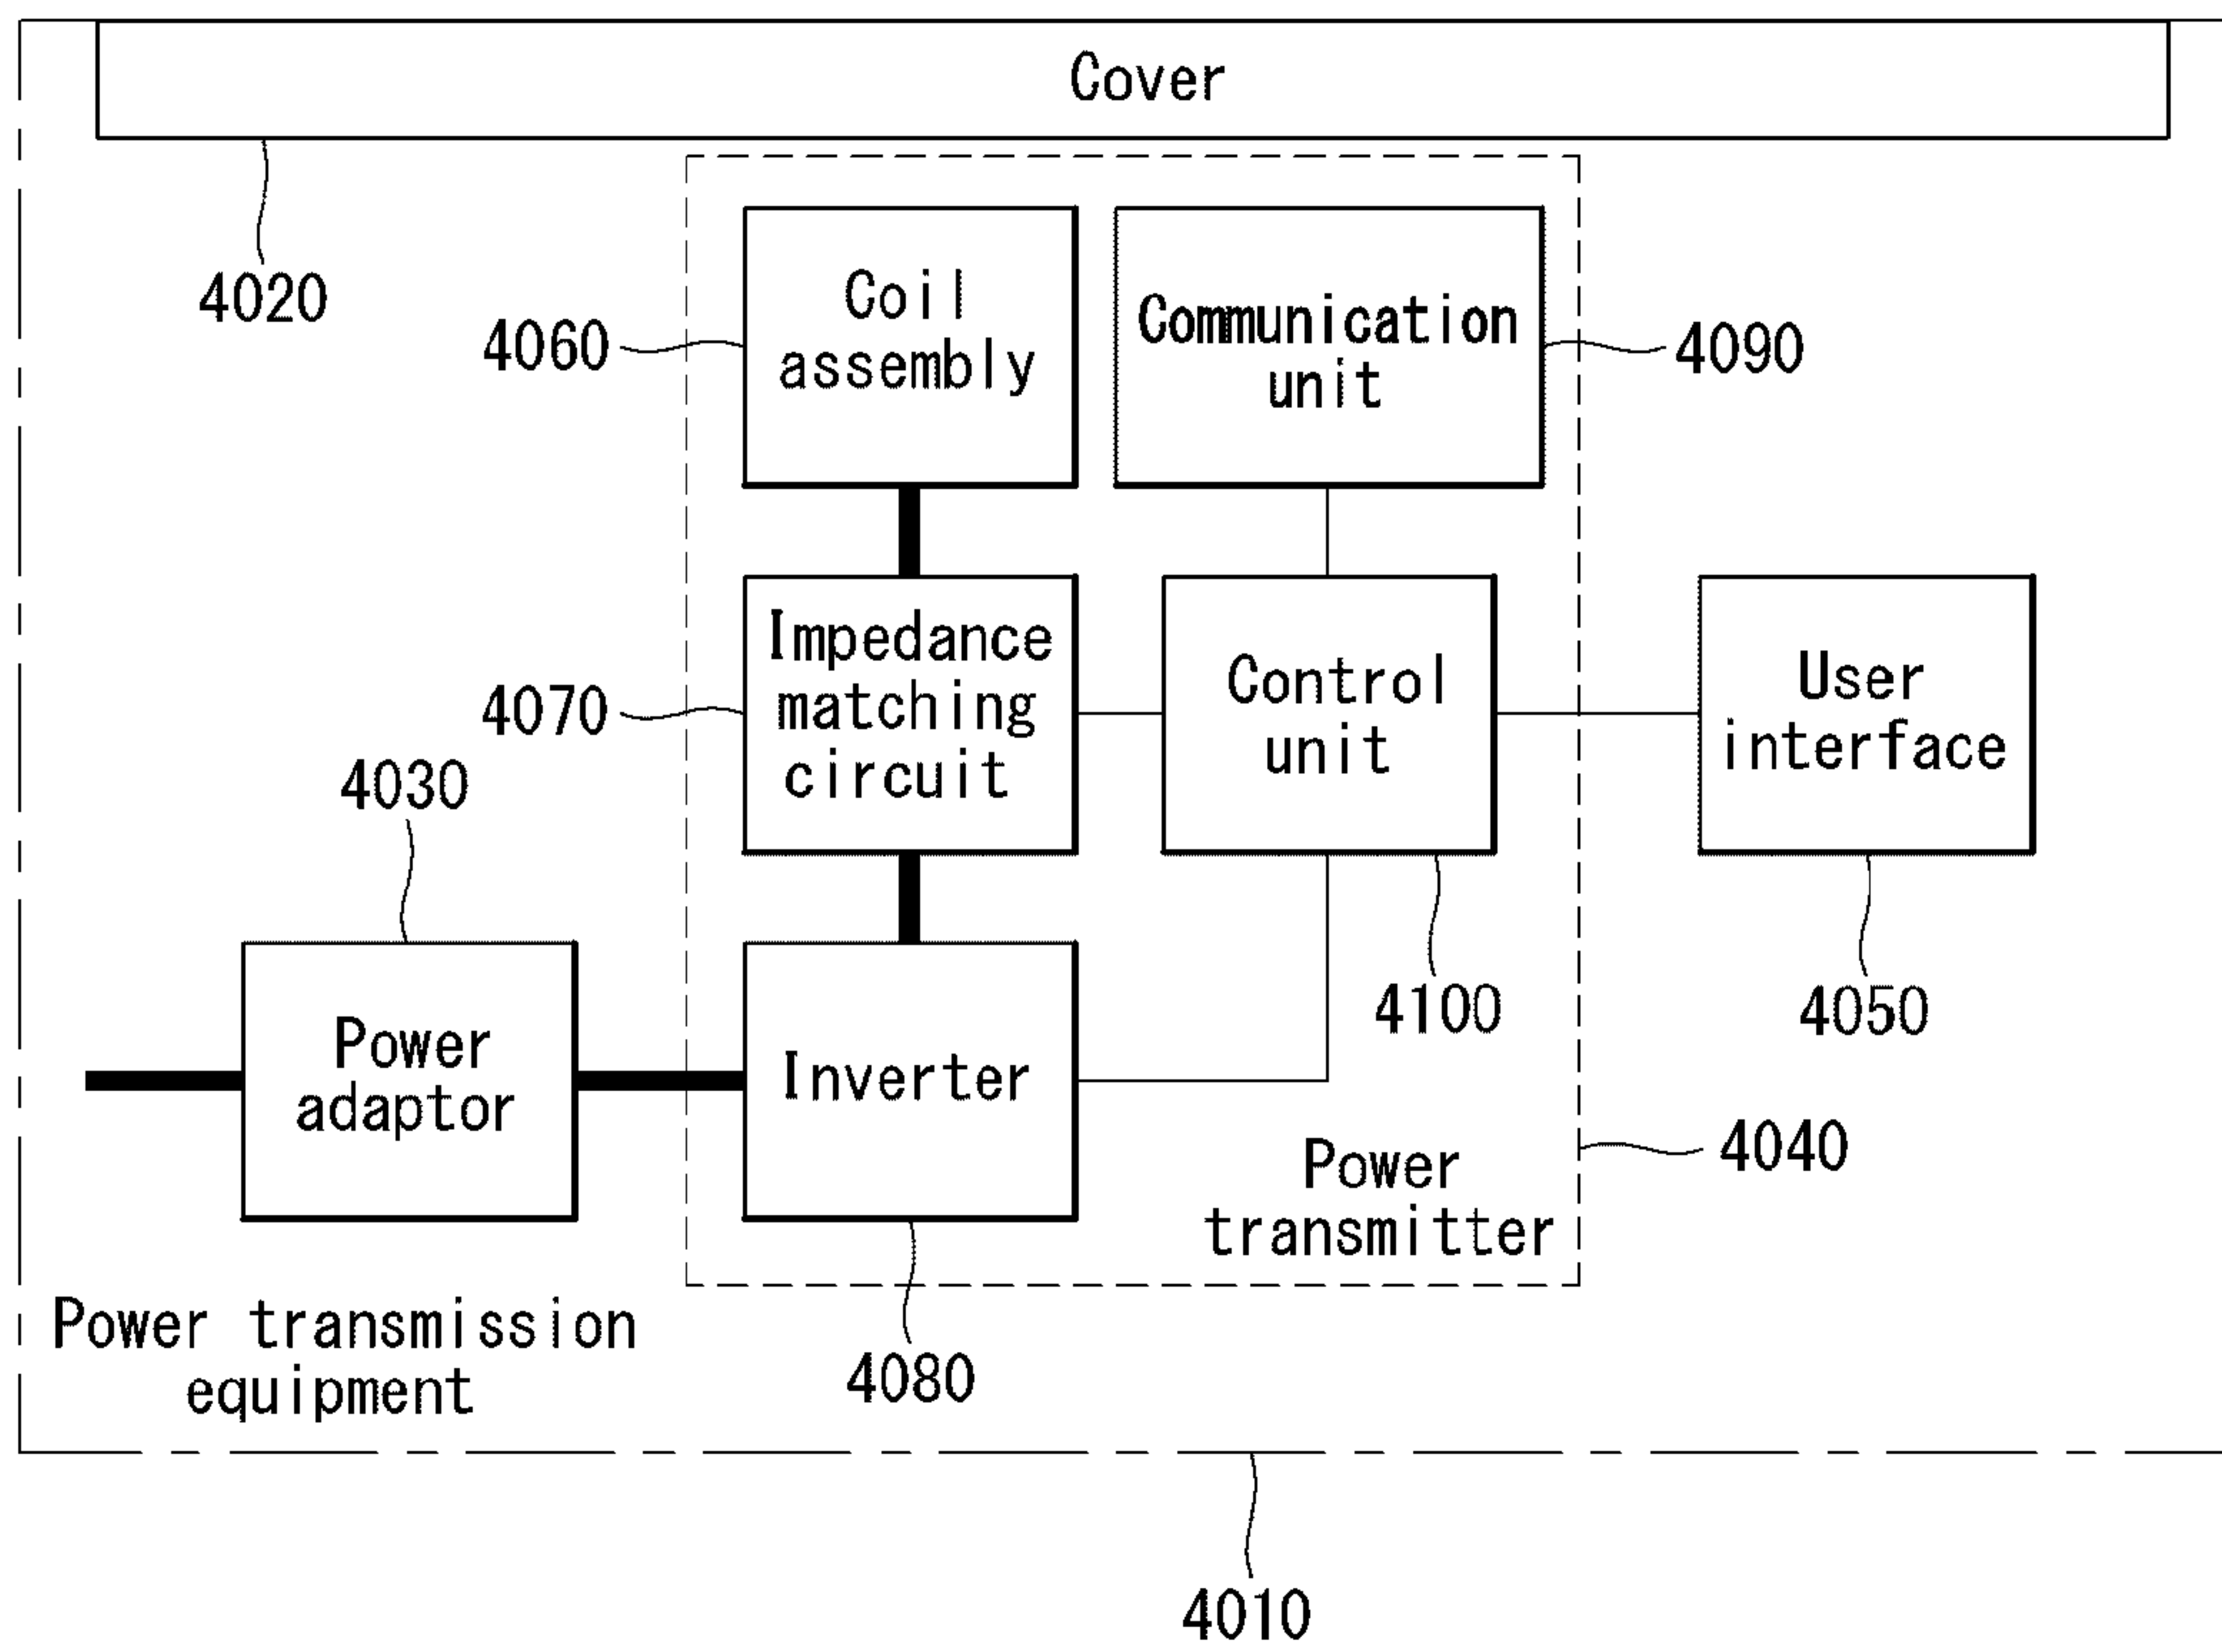 Cover
4020
4060
Coil
assembly
Communication
unit
4090
4070
Impedance
matching
circuit
Control
unit
User
interface
4030
4100
4050
Power
adaptor
Inverter
Power
transmitter
4040
Power transmission
equipment
4080
4010